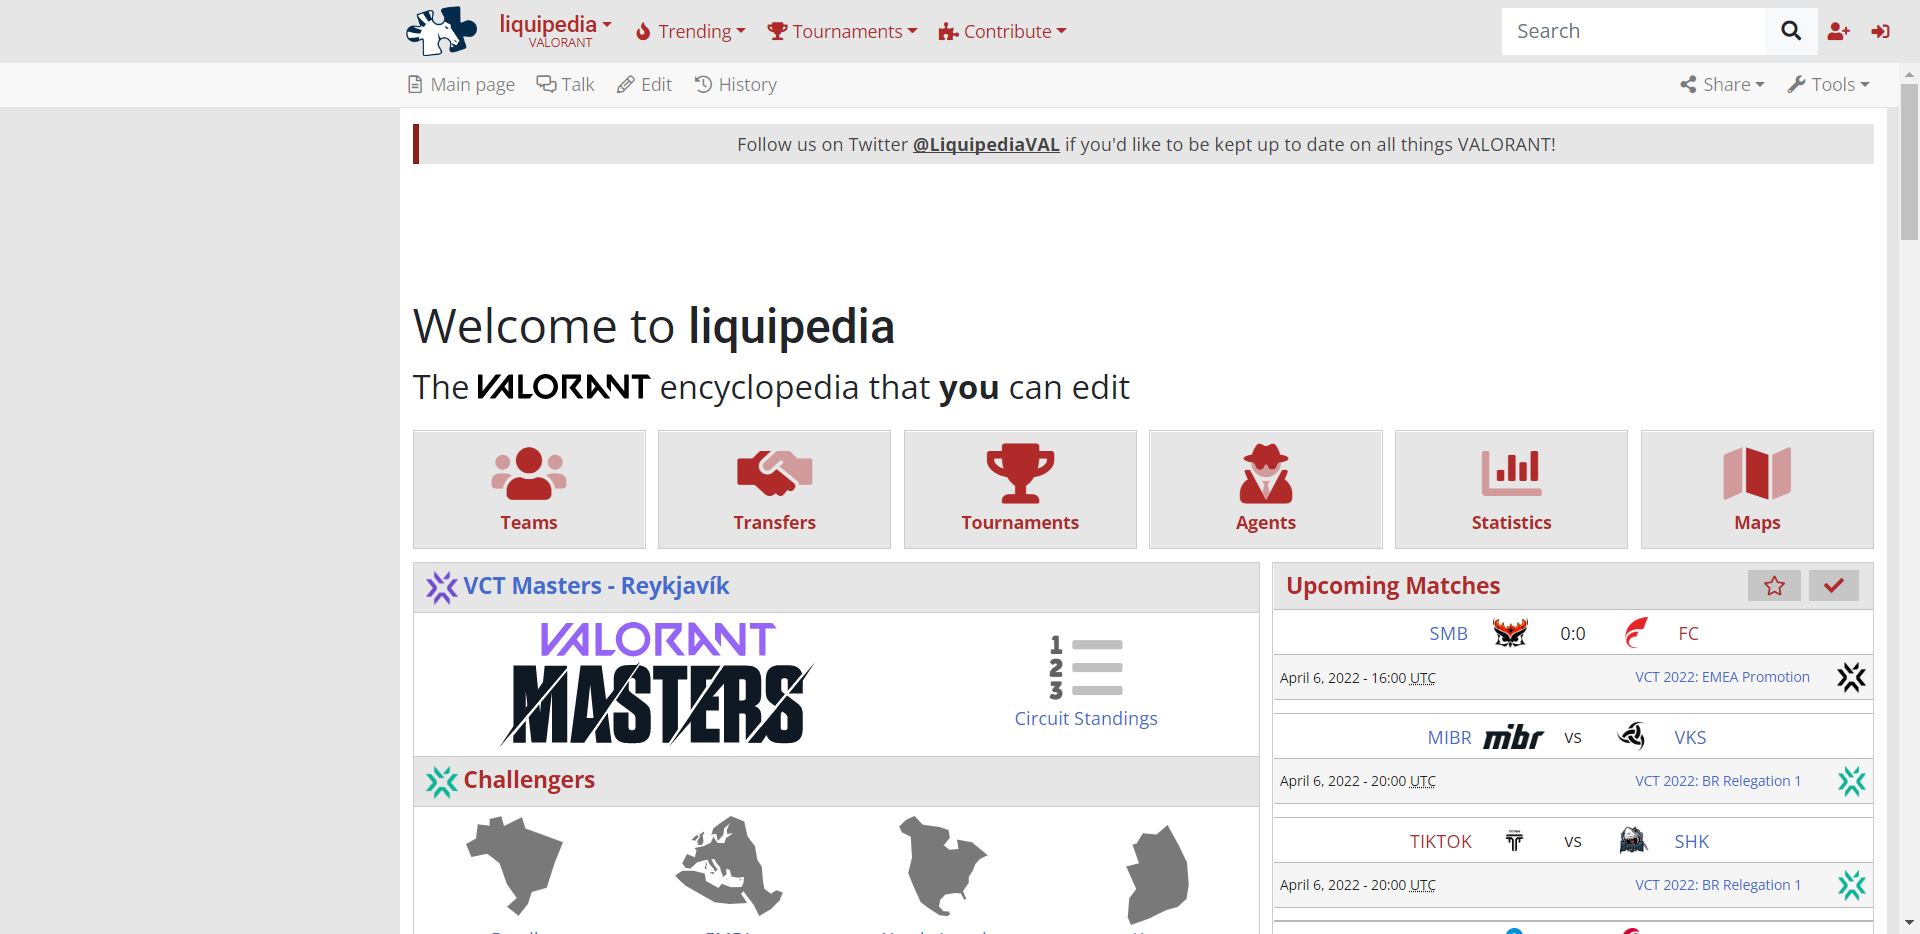 liquipedia
VALORANT
Trending
Tournaments
Contribute
Search
Main page
Talk
Edit
History
Share
Tools
Follow us on Twitter @LiquipediaVAL if you'd like to be kept up to date on all things VALORANT!
Welcome to liquipedia
The VALORANT encyclopedia that you can edit
Teams
Transfers
Tournaments
Agents
Statistics
Maps
VCT Masters - Reykjavík
VALORANT
MASTERS
1
2
3
Circuit Standings
Challengers
Upcoming Matches
SMB 0:0 FC
April 6, 2022 - 16:00 UTC VCT 2022: EMEA Promotion
MIBR mibr vs VKS
April 6, 2022 - 20:00 UTC VCT 2022: BR Relegation 1
TIKTOK vs SHK
April 6, 2022 - 20:00 UTC VCT 2022: BR Relegation 1